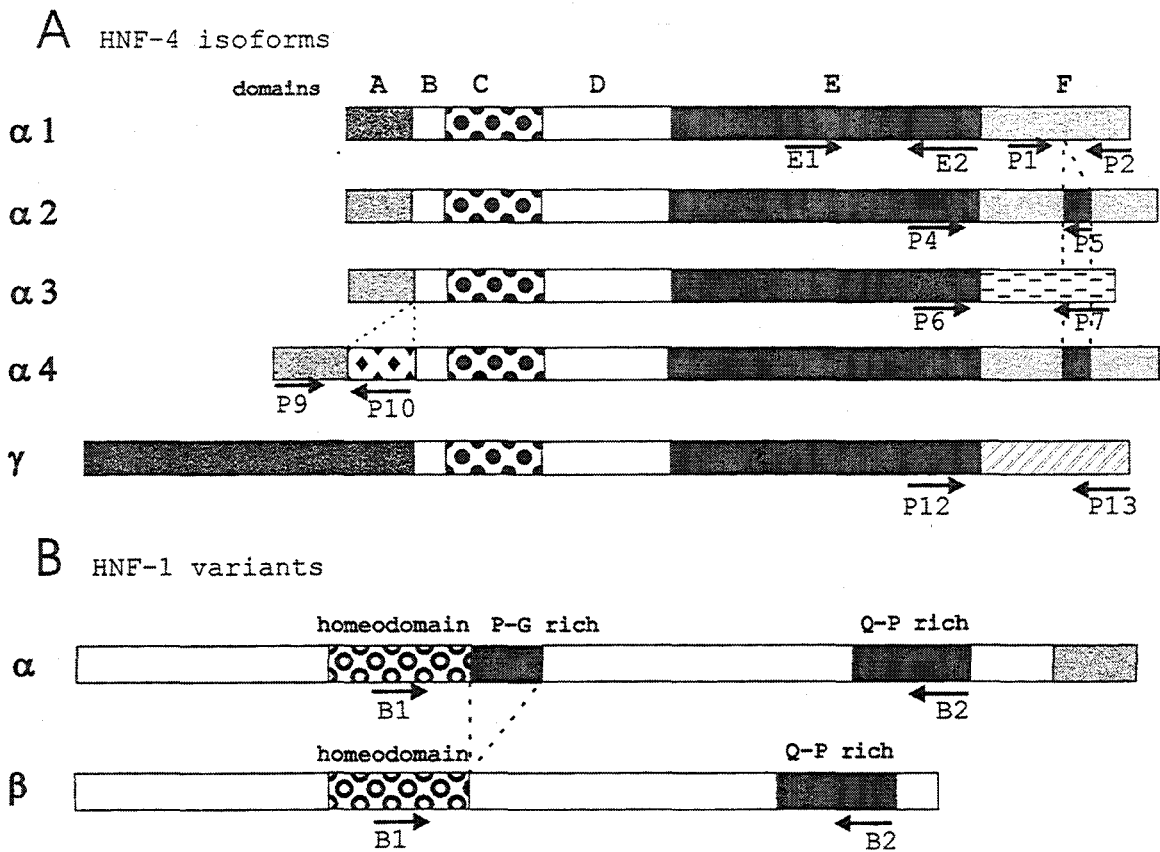 A HNF-4 isoforms
domains A B C D E F
α1
E1 E2 P1 P2
α2
P4 P5
α3
P6 P7
α4
P9 P10
γ
P12 P13
B HNF-1 variants
homeodomain P-G rich Q-P rich
α
B1 B2
homeodomain Q-P rich
β
B1 B2